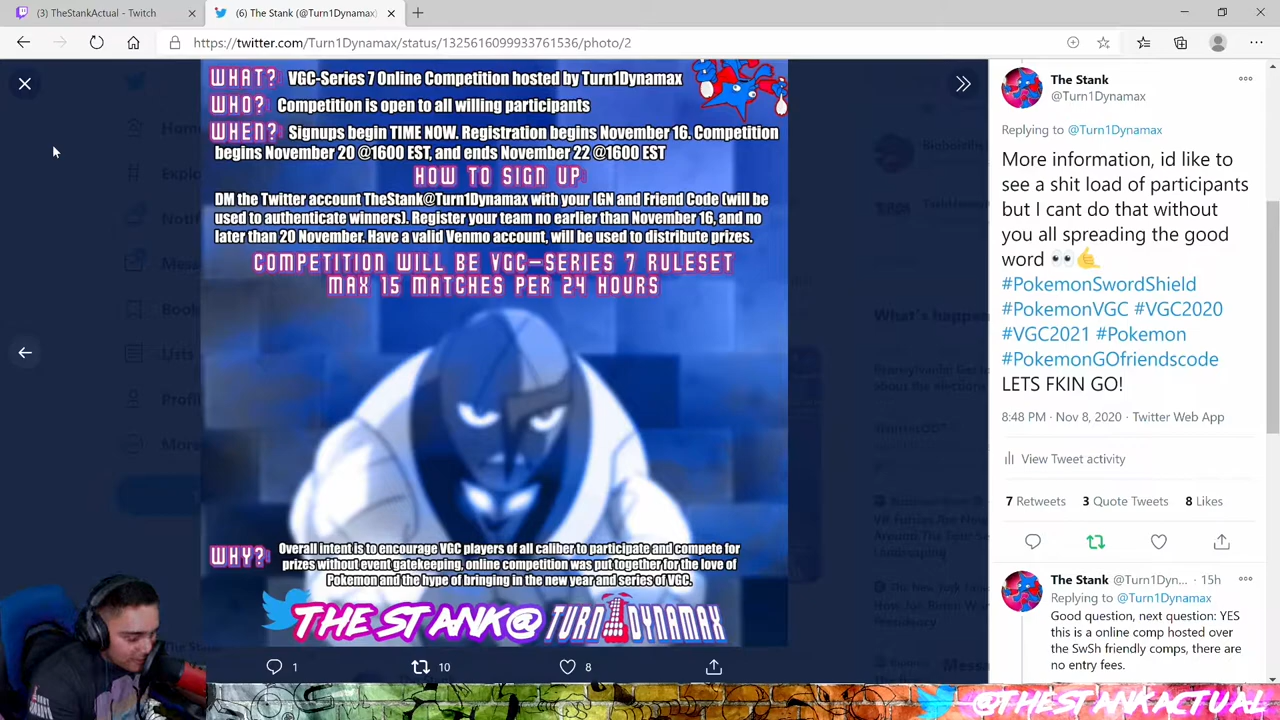 (3) TheStankActual - Twitch
(6) The Stank (@Turn1Dynamax)
https://twitter.com/Turn1Dynamax/status/1325616099933761536/photo/2
WHAT? VGC-Series 7 Online Competition hosted by Turn1Dynamax
WHO? Competition is open to all willing participants
WHEN? Signups begin TIME NOW. Registration begins November 16. Competition
begins November 20 @1600 EST, and ends November 22 @1600 EST
HOW TO SIGN UP
DM the Twitter account TheStank@Turn1Dynamax with your IGN and Friend Code (will be
used to authenticate winners). Register your team no earlier than November 16, and no
later than 20 November. Have a valid Venmo account, will be used to distribute prizes.
COMPETITION WILL BE VGC-SERIES 7 RULESET
MAX 15 MATCHES PER 24 HOURS
WHY? Overall Intent is to encourage VGC players of all caliber to participate and compete for
prizes without event gatekeeping, online competition was put together for the love of
Pokemon and the hype of bringing in the new year and series of VGC.
THE STANK@ TURN1DYNAMAX
1 10 8
The Stank
@Turn1Dynamax
Replying to @Turn1Dynamax
More information, id like to
see a shit load of participants
but I cant do that without
you all spreading the good
word 👀🤙
#PokemonSwordShield
#PokemonVGC #VGC2020
#VGC2021 #Pokemon
#PokemonGOfriendscode
LETS FKIN GO!
8:48 PM · Nov 8, 2020 · Twitter Web App
View Tweet activity
7 Retweets 3 Quote Tweets 8 Likes
The Stank @Turn1Dyn... · 15h
Replying to @Turn1Dynamax
Good question, next question: YES
this is a online comp hosted over
the SwSh friendly comps, there are
no entry fees.
@THESTANKACTUAL